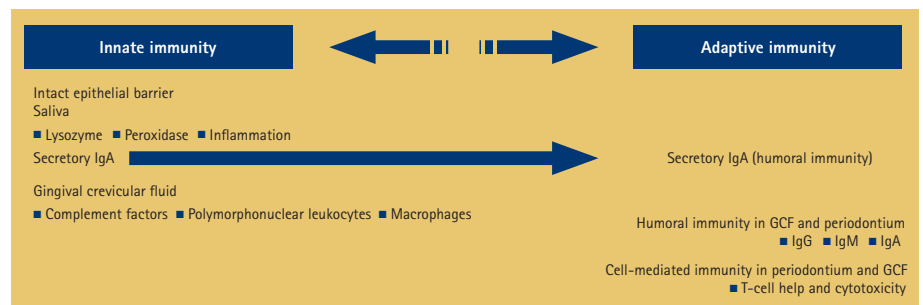 Innate immunity
Adaptive immunity
Intact epithelial barrier
Saliva
■ Lysozyme ■ Peroxidase ■ Inflammation
Secretory IgA
Secretory IgA (humoral immunity)
Gingival crevicular fluid
■ Complement factors ■ Polymorphonuclear leukocytes ■ Macrophages
Humoral immunity in GCF and periodontium
■ IgG ■ IgM ■ IgA
Cell-mediated immunity in periodontium and GCF
■ T-cell help and cytotoxicity